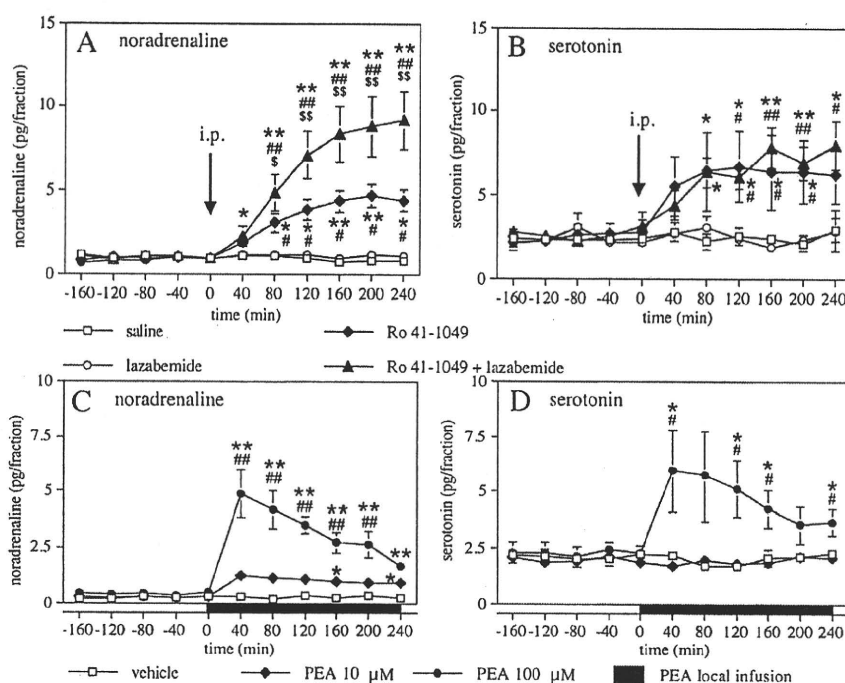 A noradrenaline
noradrenaline (pg/fraction)
15
10
5
0
i.p.
*
** ## $
** ## $$
** ## $$
** ## $$
** ## $$
* #
* #
** #
** #
* #
-160 -120 -80 -40 0 40 80 120 160 200 240
time (min)
B serotonin
serotonin (pg/fraction)
15
10
5
0
i.p.
*
* #
** ##
** ##
* #
*
* #
* #
* #
-160 -120 -80 -40 0 40 80 120 160 200 240
time (min)
saline
Ro 41-1049
lazabemide
Ro 41-1049 + lazabemide
C noradrenaline
noradrenaline (pg/fraction)
10
7.5
5
2.5
0
** ##
** ##
** ##
** ##
** ##
**
*
*
-160 -120 -80 -40 0 40 80 120 160 200 240
time (min)
D serotonin
serotonin (pg/fraction)
10
7.5
5
2.5
0
* #
* #
* #
* #
-160 -120 -80 -40 0 40 80 120 160 200 240
time (min)
vehicle
PEA 10 µM
PEA 100 µM
PEA local infusion